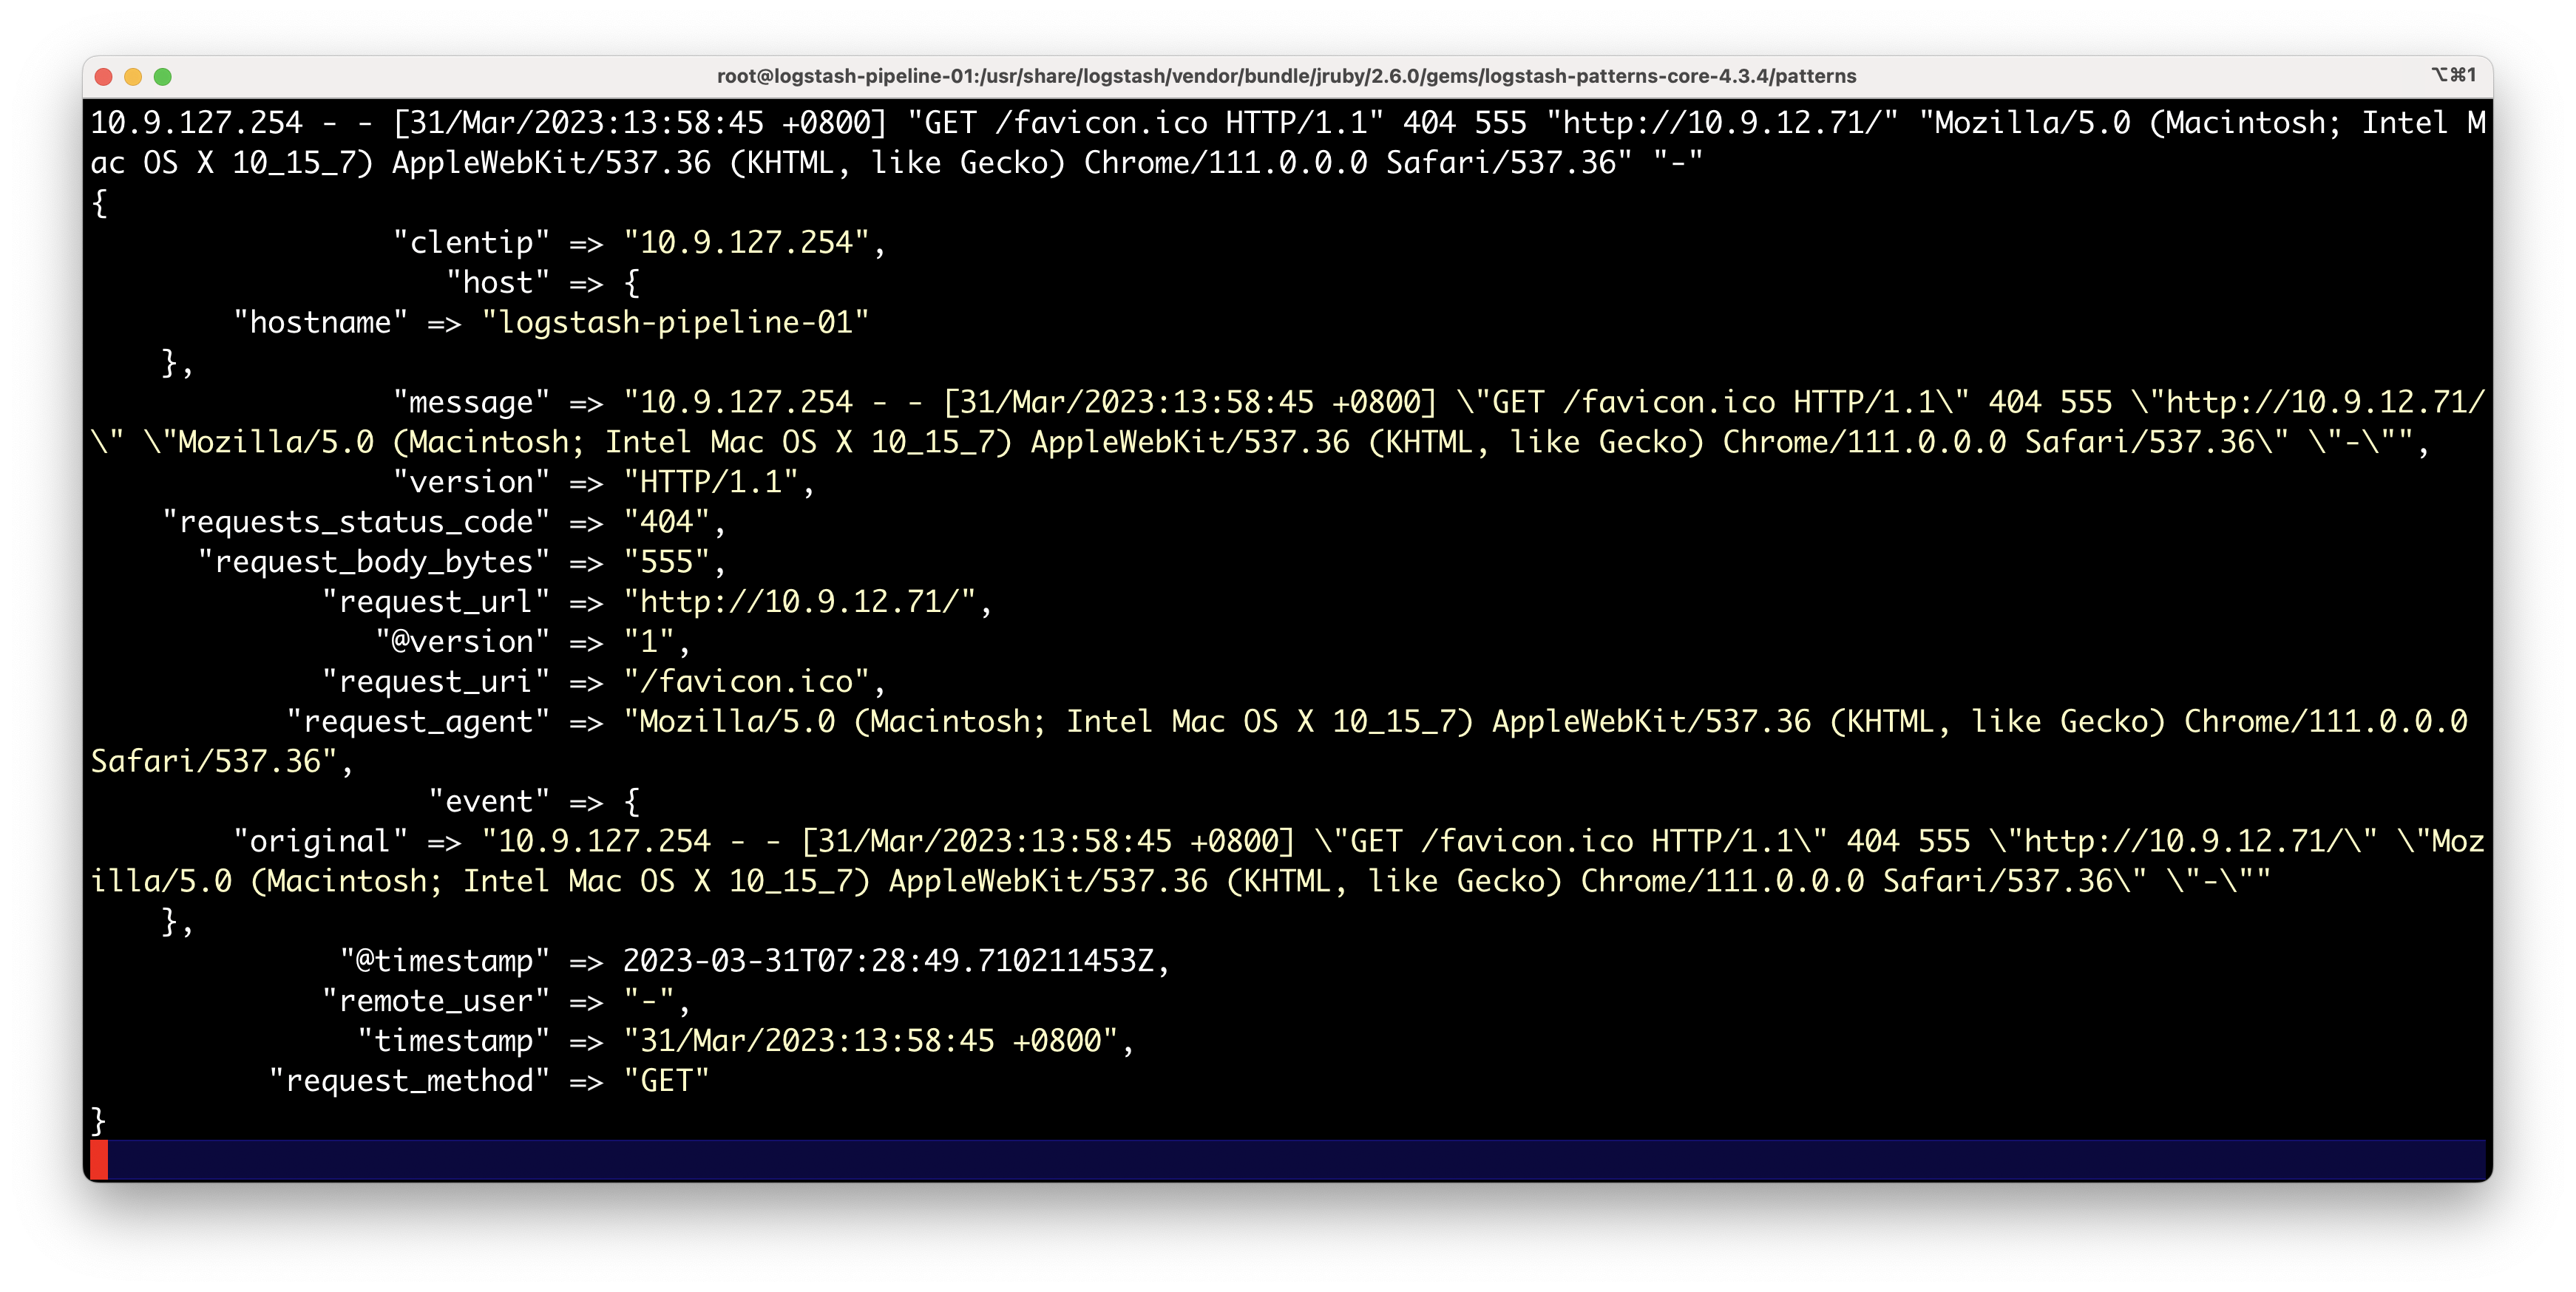 root@logstash-pipeline-01:/usr/share/logstash/vendor/bundle/jruby/2.6.0/gems/logstash-patterns-core-4.3.4/patterns
⌥⌘1
10.9.127.254 - - [31/Mar/2023:13:58:45 +0800] "GET /favicon.ico HTTP/1.1" 404 555 "http://10.9.12.71/" "Mozilla/5.0 (Macintosh; Intel M
ac OS X 10_15_7) AppleWebKit/537.36 (KHTML, like Gecko) Chrome/111.0.0.0 Safari/537.36" "-"
{
"clentip" => "10.9.127.254",
"host" => {
"hostname" => "logstash-pipeline-01"
},
"message" => "10.9.127.254 - - [31/Mar/2023:13:58:45 +0800] \"GET /favicon.ico HTTP/1.1\" 404 555 \"http://10.9.12.71/
\" \"Mozilla/5.0 (Macintosh; Intel Mac OS X 10_15_7) AppleWebKit/537.36 (KHTML, like Gecko) Chrome/111.0.0.0 Safari/537.36\" \"-\"",
"version" => "HTTP/1.1",
"requests_status_code" => "404",
"request_body_bytes" => "555",
"request_url" => "http://10.9.12.71/",
"@version" => "1",
"request_uri" => "/favicon.ico",
"request_agent" => "Mozilla/5.0 (Macintosh; Intel Mac OS X 10_15_7) AppleWebKit/537.36 (KHTML, like Gecko) Chrome/111.0.0.0
Safari/537.36",
"event" => {
"original" => "10.9.127.254 - - [31/Mar/2023:13:58:45 +0800] \"GET /favicon.ico HTTP/1.1\" 404 555 \"http://10.9.12.71/\" \"Moz
illa/5.0 (Macintosh; Intel Mac OS X 10_15_7) AppleWebKit/537.36 (KHTML, like Gecko) Chrome/111.0.0.0 Safari/537.36\" \"-\""
},
"@timestamp" => 2023-03-31T07:28:49.710211453Z,
"remote_user" => "-",
"timestamp" => "31/Mar/2023:13:58:45 +0800",
"request_method" => "GET"
}